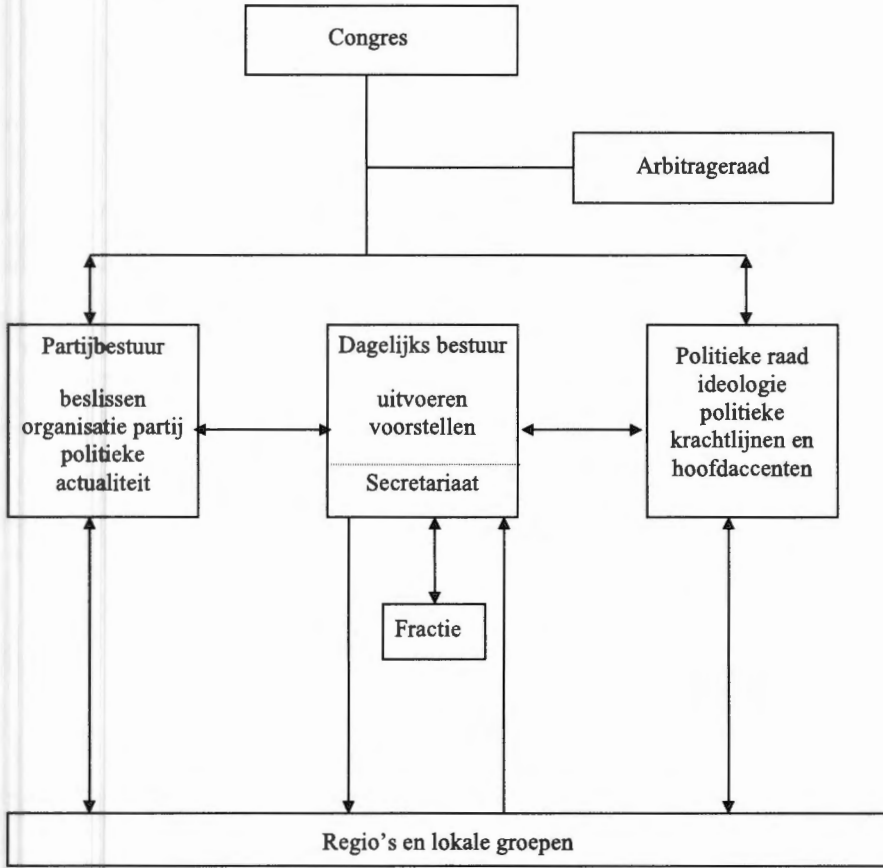 Congres
Arbitrageraad
Partijbestuur
beslissen
organisatie partij
politieke
actualiteit
Dagelijks bestuur
uitvoeren
voorstellen
Secretariaat
Politieke raad
ideologie
politieke
krachtlijnen en
hoofdaccenten
Fractie
Regio's en lokale groepen